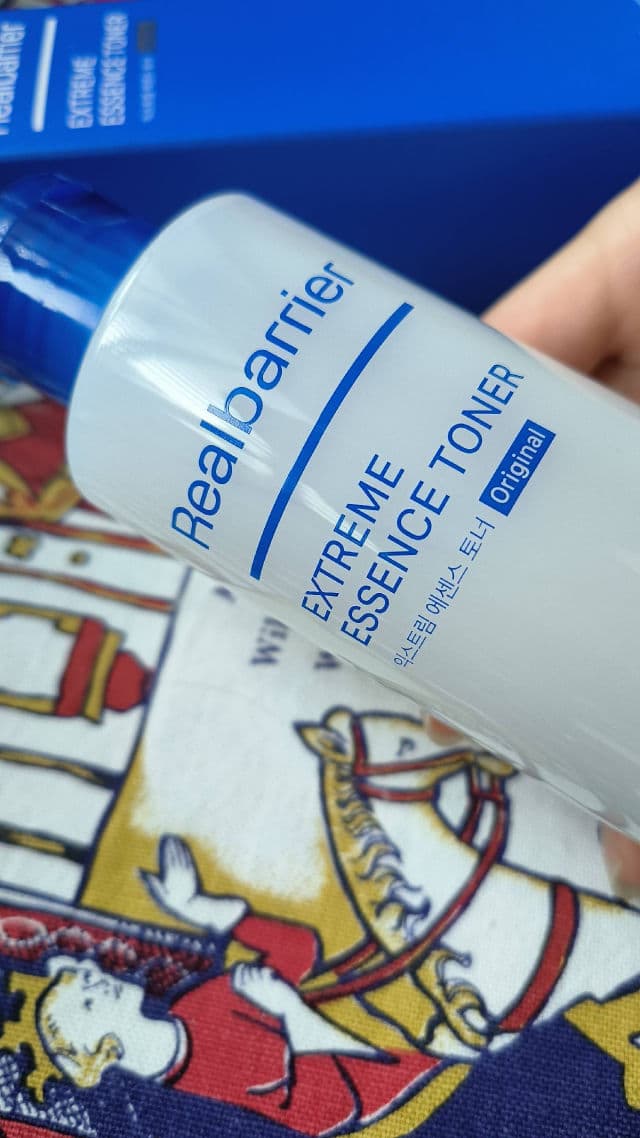 Realbarrier
EXTREME
ESSENCE TONER
Realbarrier
EXTREME
ESSENCE TONER
익스트림 에센스 토너 Original